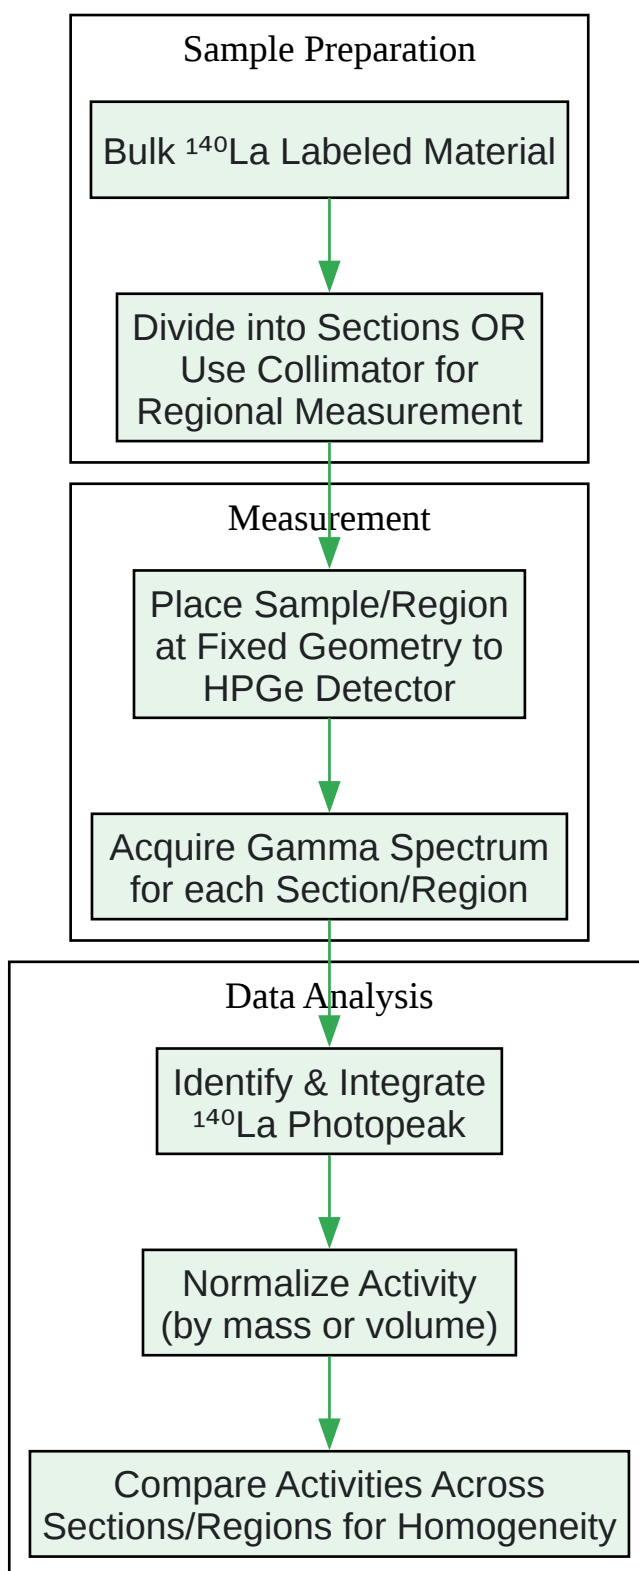 Sample Preparation
Bulk ¹⁴⁰La Labeled Material
Divide into Sections OR
Use Collimator for
Regional Measurement
Measurement
Place Sample/Region
at Fixed Geometry to
HPGe Detector
Acquire Gamma Spectrum
for each Section/Region
Data Analysis
Identify & Integrate
¹⁴⁰La Photopeak
Normalize Activity
(by mass or volume)
Compare Activities Across
Sections/Regions for Homogeneity